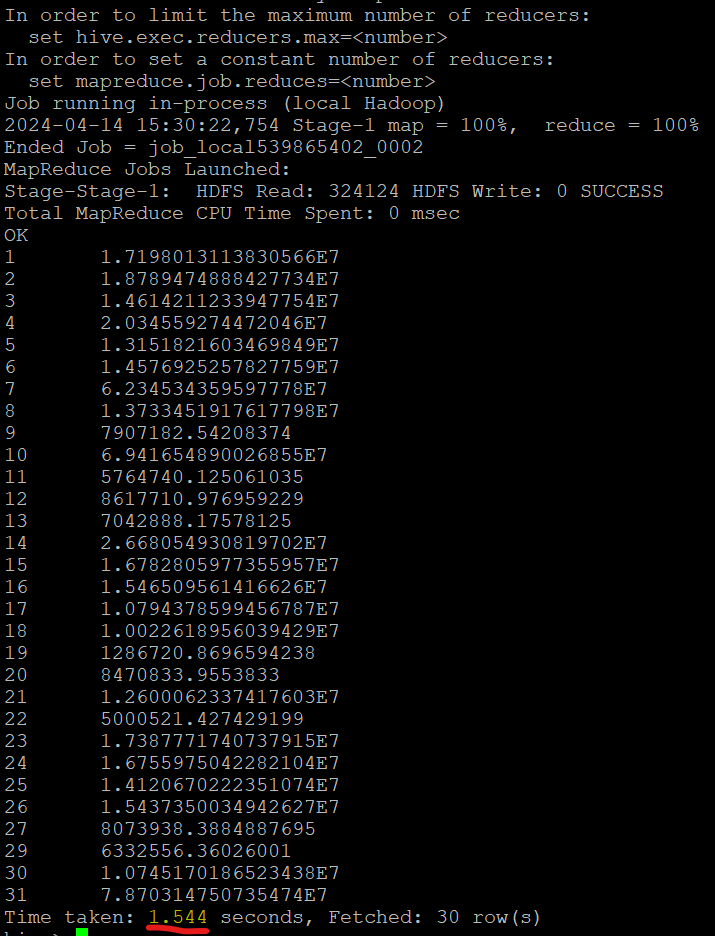 In order to limit the maximum number of reducers:
  set hive.exec.reducers.max=<number>
In order to set a constant number of reducers:
  set mapreduce.job.reduces=<number>
Job running in-process (local Hadoop)
2024-04-14 15:30:22,754 Stage-1 map = 100%,  reduce = 100%
Ended Job = job_local539865402_0002
MapReduce Jobs Launched:
Stage-Stage-1:  HDFS Read: 324124 HDFS Write: 0 SUCCESS
Total MapReduce CPU Time Spent: 0 msec
OK
1       1.7198013113830566E7
2       1.8789474888427734E7
3       1.4614211233947754E7
4       2.034559274472046E7
5       1.3151821603469849E7
6       1.4576925257827759E7
7       6.234534359597778E7
8       1.3733451917617798E7
9       7907182.54208374
10      6.941654890026855E7
11      5764740.125061035
12      8617710.976959229
13      7042888.17578125
14      2.668054930819702E7
15      1.6782805977355957E7
16      1.546509561416626E7
17      1.0794378599456787E7
18      1.0022618956039429E7
19      1286720.8696594238
20      8470833.9553833
21      1.2600062337417603E7
22      5000521.427429199
23      1.7387771740737915E7
24      1.6755975042282104E7
25      1.4120670222351074E7
26      1.5437350034942627E7
27      8073938.3884887695
29      6332556.36026001
30      1.0745170186523438E7
31      7.870314750735474E7
Time taken: 1.544 seconds, Fetched: 30 row(s)